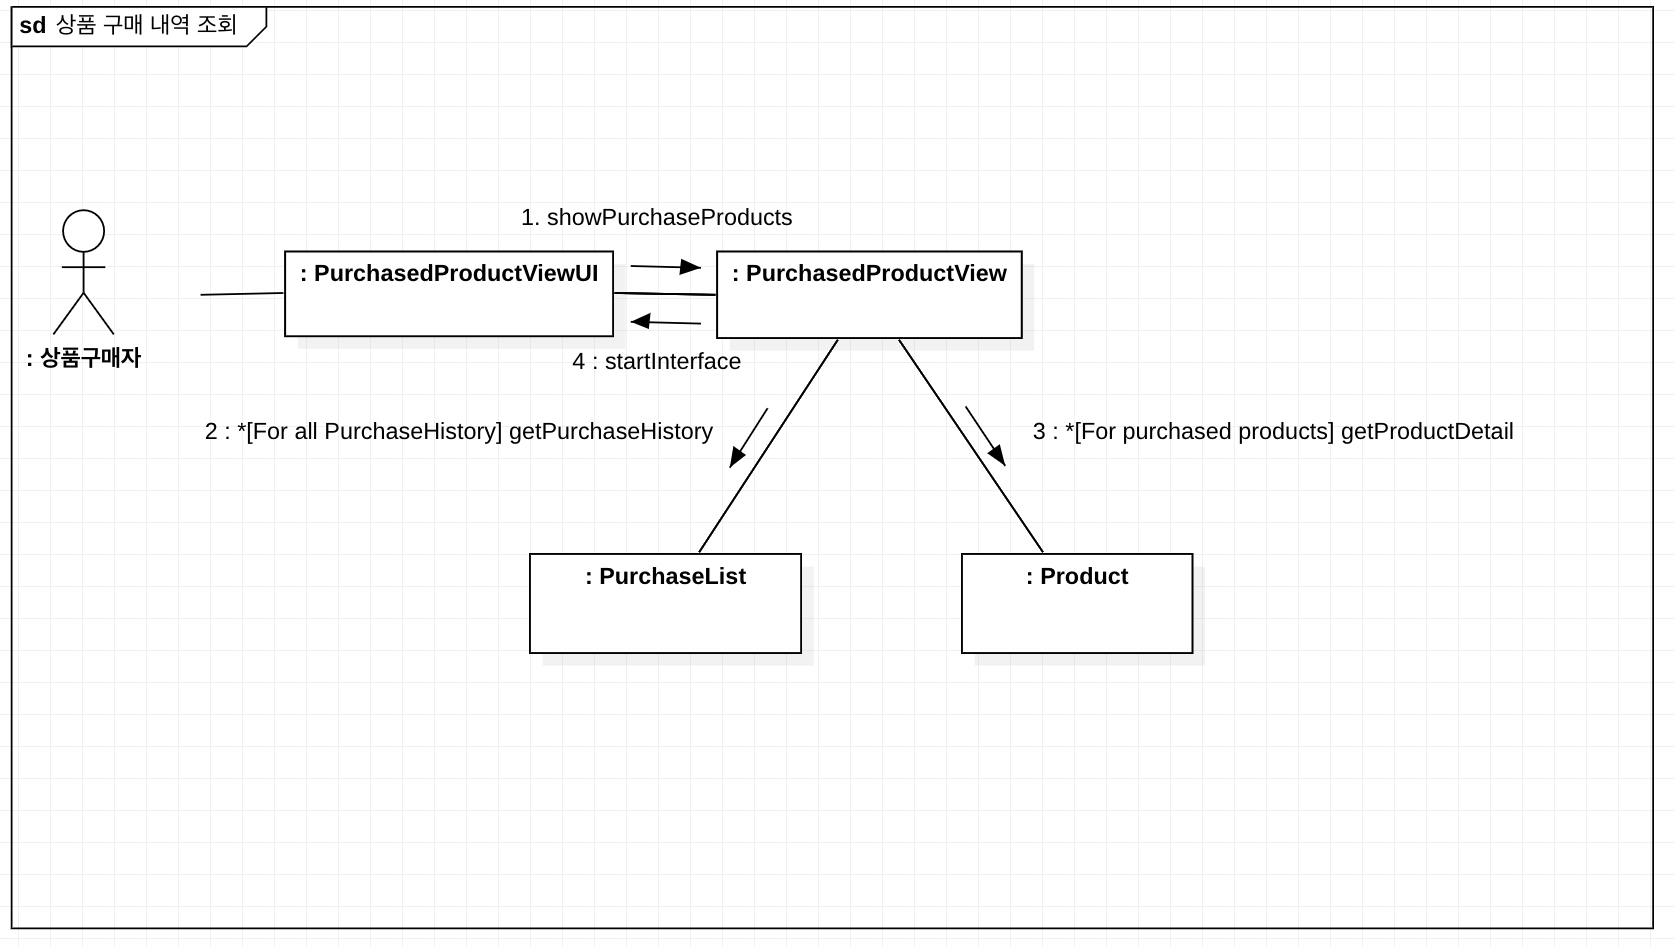 sd 상품 구매 내역 조회
1. showPurchaseProducts
: PurchasedProductViewUI
: PurchasedProductView
: 상품구매자
4 : startInterface
2 : *[For all PurchaseHistory] getPurchaseHistory
3 : *[For purchased products] getProductDetail
: PurchaseList
: Product